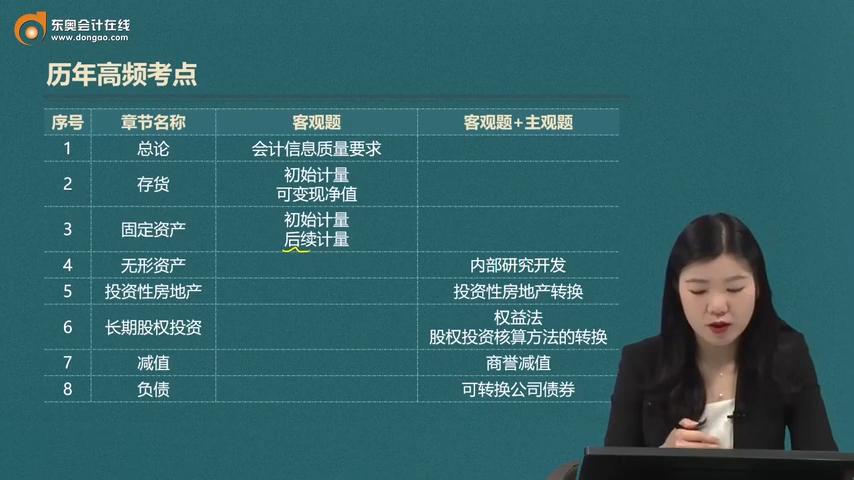 东奥会计在线
www.dongao.com
历年高频考点
序号 章节名称 客观题 客观题+主观题
1 总论 会计信息质量要求
2 存货 初始计量
可变现净值
3 固定资产 初始计量
后续计量
4 无形资产 内部研究开发
5 投资性房地产 投资性房地产转换
6 长期股权投资 权益法
股权投资核算方法的转换
7 减值 商誉减值
8 负债 可转换公司债券